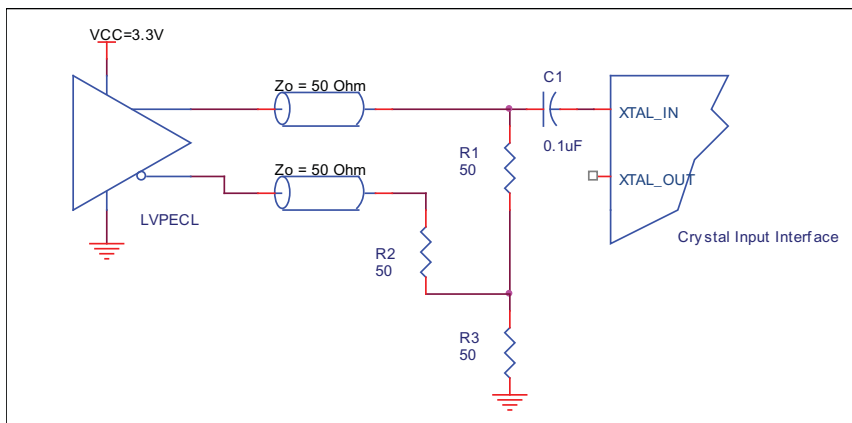 VCC=3.3V
Zo = 50 Ohm
C1
0.1uF
XTAL_IN
R1
50
Zo = 50 Ohm
XTAL_OUT
LVPECL
R2
50
Crystal Input Interface
R3
50